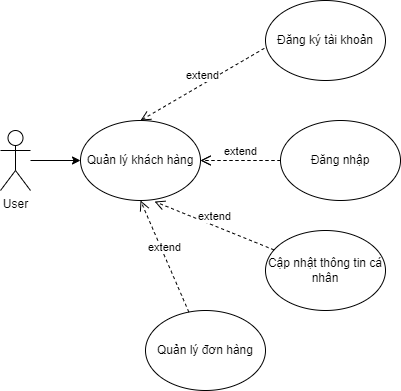 Đăng ký tài khoản
extend
Quản lý khách hàng
extend
Đăng nhập
User
extend
extend
Cập nhật thông tin cá
nhân
Quản lý đơn hàng